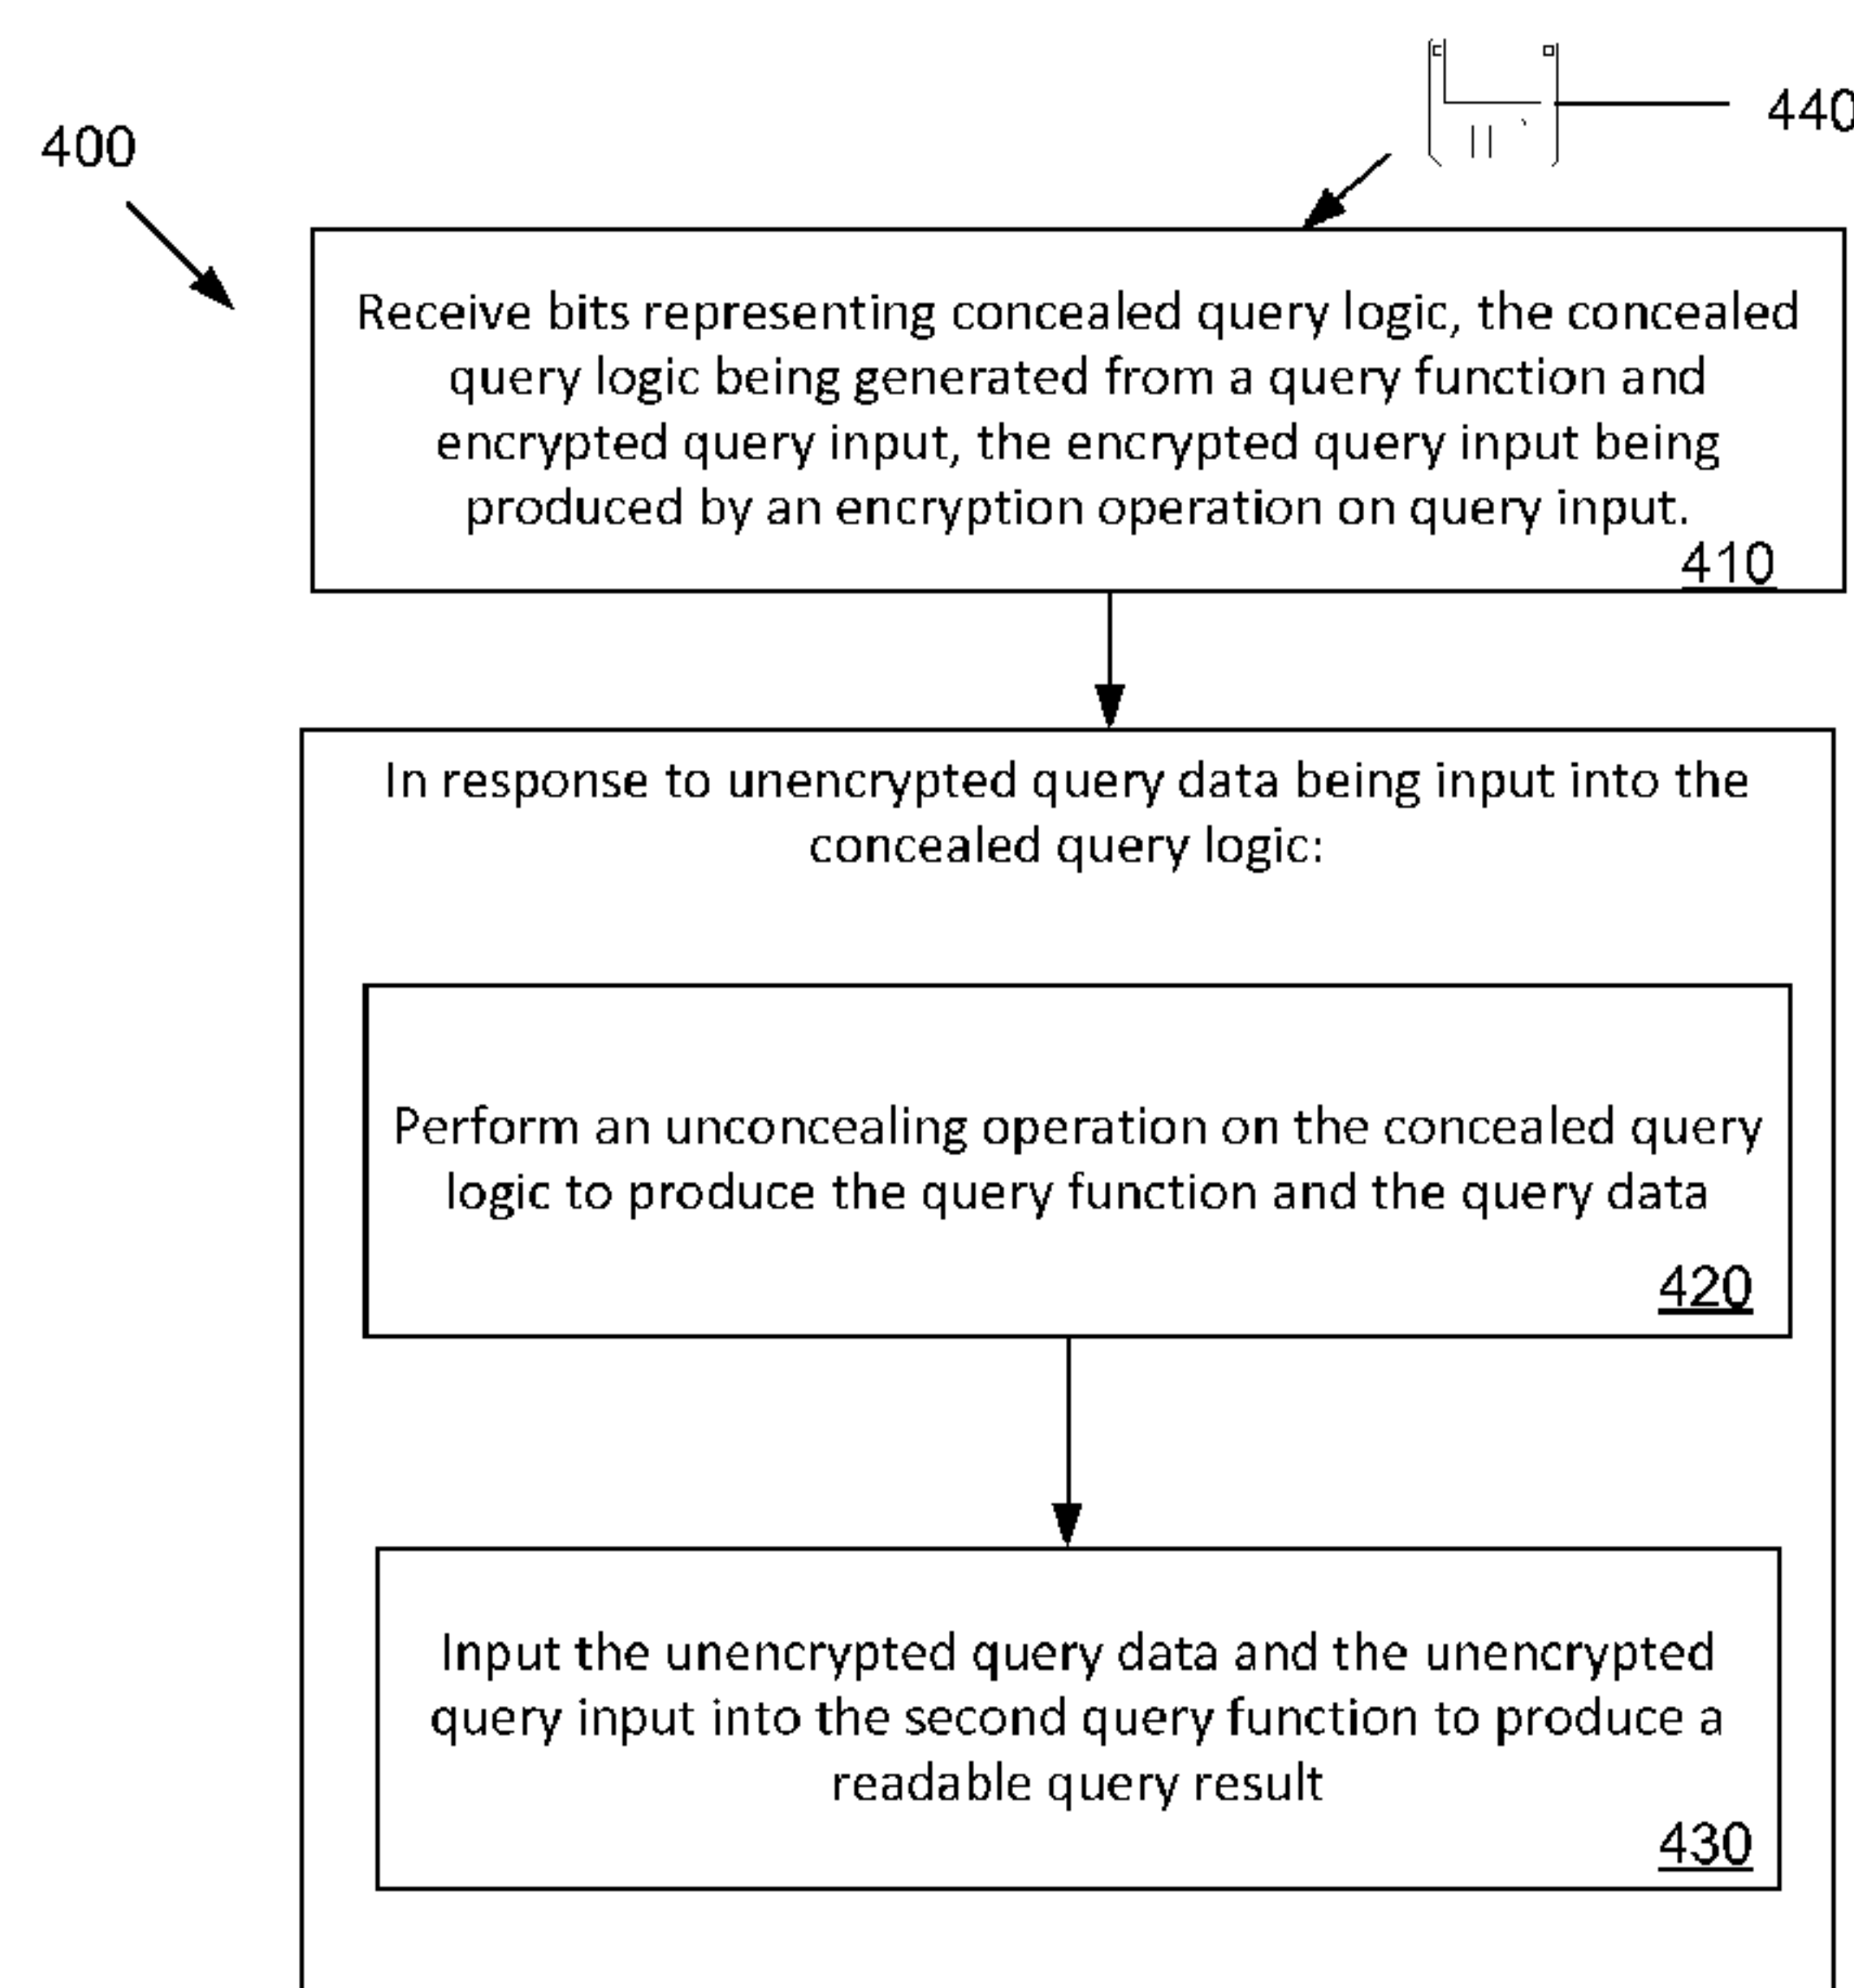 440
400
Receive bits representing concealed query logic, the concealed
query logic being generated from a query function and
encrypted query input, the encrypted query input being
produced by an encryption operation on query input.
410
In response to unencrypted query data being input into the
concealed query logic:
Perform an unconcealing operation on the concealed query
logic to produce the query function and the query data
420
Input the unencrypted query data and the unencrypted
query input into the second query function to produce a
readable query result
430